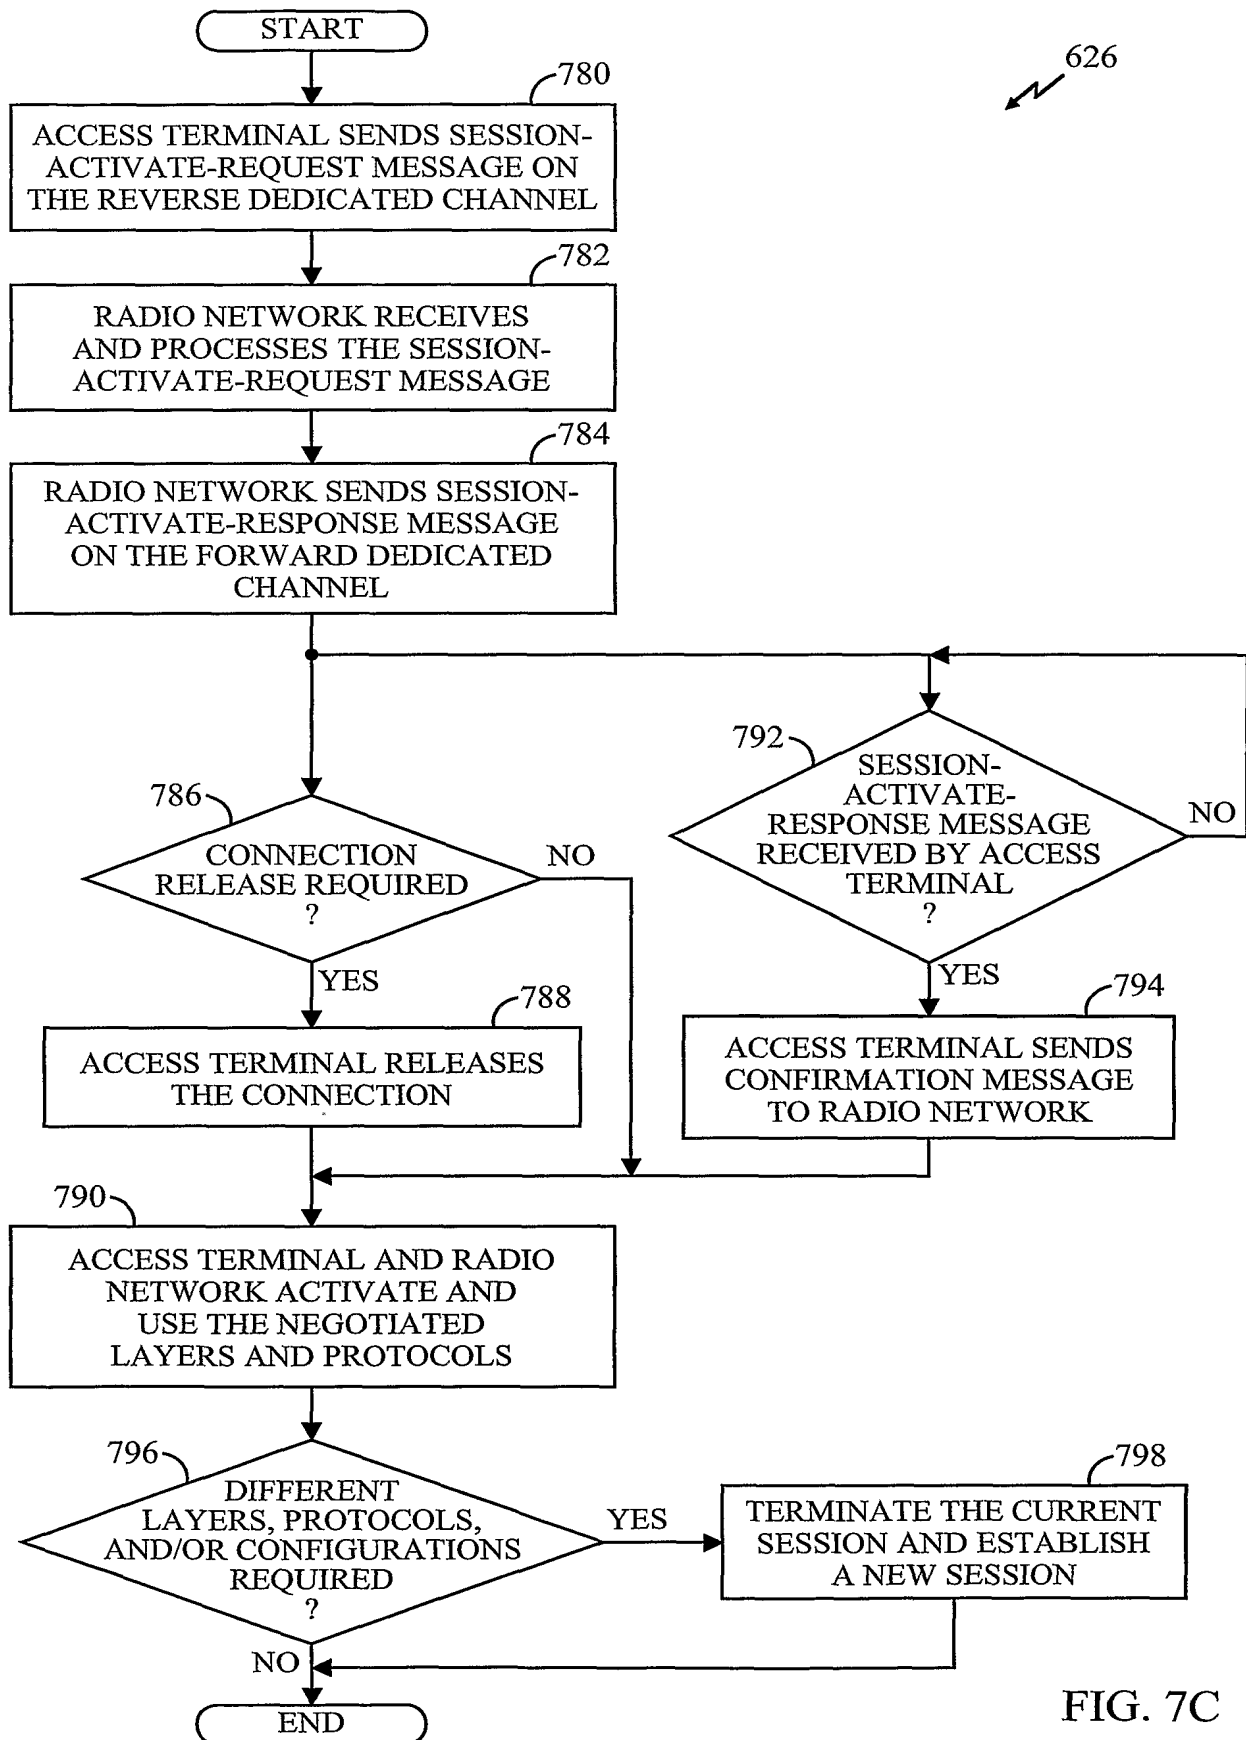 START
626
780
ACCESS TERMINAL SENDS SESSION-
ACTIVATE-REQUEST MESSAGE ON
THE REVERSE DEDICATED CHANNEL
782
RADIO NETWORK RECEIVES
AND PROCESSES THE SESSION-
ACTIVATE-REQUEST MESSAGE
784
RADIO NETWORK SENDS SESSION-
ACTIVATE-RESPONSE MESSAGE
ON THE FORWARD DEDICATED
CHANNEL
786
CONNECTION
RELEASE REQUIRED
?
NO
YES
792
SESSION-
ACTIVATE-
RESPONSE MESSAGE
RECEIVED BY ACCESS
TERMINAL
?
NO
YES
788
ACCESS TERMINAL RELEASES
THE CONNECTION
794
ACCESS TERMINAL SENDS
CONFIRMATION MESSAGE
TO RADIO NETWORK
790
ACCESS TERMINAL AND RADIO
NETWORK ACTIVATE AND
USE THE NEGOTIATED
LAYERS AND PROTOCOLS
796
DIFFERENT
LAYERS, PROTOCOLS,
AND/OR CONFIGURATIONS
REQUIRED
?
YES
NO
798
TERMINATE THE CURRENT
SESSION AND ESTABLISH
A NEW SESSION
END
FIG. 7C